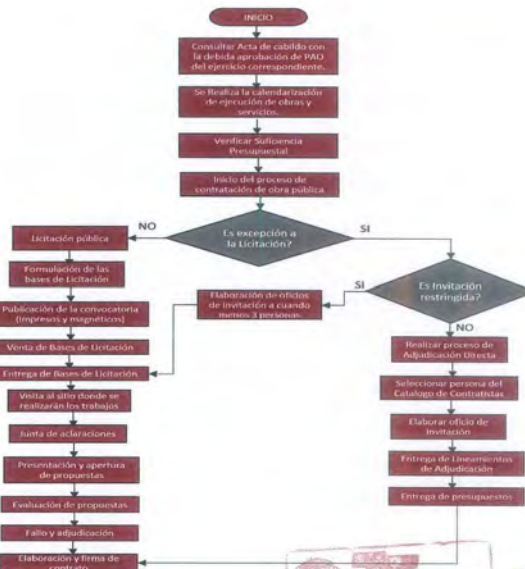 INICIO
Consultar Acta de cabildo con
la debida aprobación de PAO
del ejercicio correspondiente.
Se Realiza la calendarización
de ejecución de obras y
servicios.
Verificar Suficencia
Presupuestal
Inicio del proceso de
contratación de obra pública
Es excepción a
la Licitación?
NO
SI
Licitación pública
Formulación de las
bases de Licitación
Publicación de la convocatoria
(impresos y magnéticos)
Venta de Bases de Licitación
Entrega de Bases de Licitación
Visita al sitio donde se
realizarán los trabajos
Junta de aclaraciones
Presentación y apertura
de propuestas
Evaluación de propuestas
Fallo y adjudicación
Elaboración y firma de
contrato
Es Invitación
restringida?
SI
Elaboración de oficios
de invitación a cuando
menos 3 personas.
NO
Realizar proceso de
Adjudicación Directa
Seleccionar persona del
Catalogo de Contratistas
Elaborar oficio de
Invitación
Entrega de Lineamientos
de Adjudicación
Entrega de presupuestos